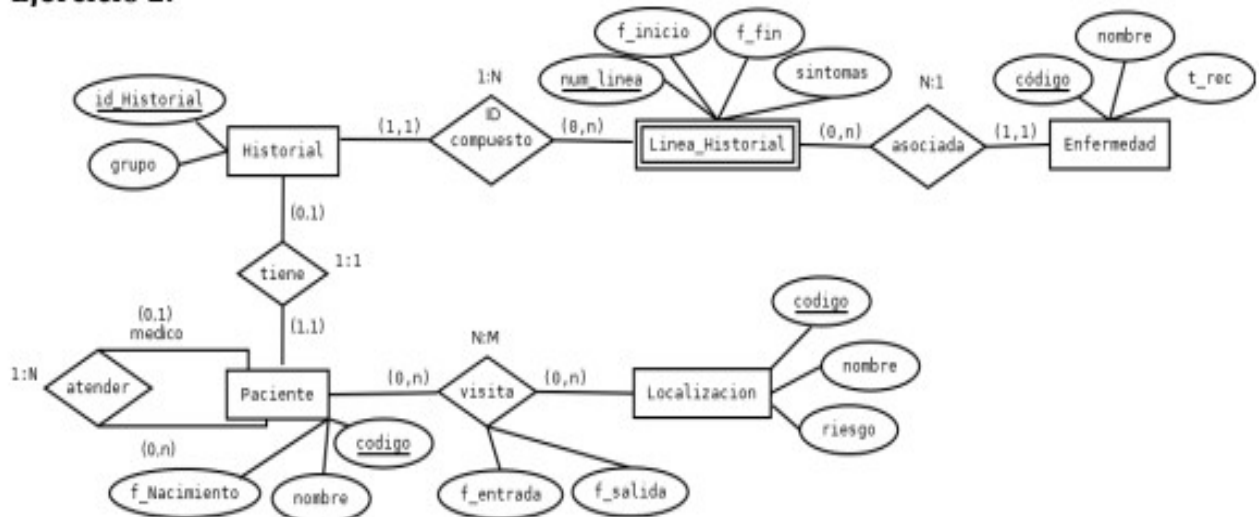 f_inicio
f_fin
nombre
1:N
num_linea
sintomas
N:1
código
t_rec
id_Historial
(1,1)
ID
compuesto
(0,n)
Linea_Historial
(0,n)
asociada
(1,1)
Enfermedad
Historial
grupo
(0.1)
tiene
1:1
(0.1)
medico
(1.1)
N:M
codigo
1:N
atender
Paciente
(0,n)
visita
(0,n)
Localizacion
nombre
riesgo
(0,n)
codigo
f_Nacimiento
nombre
f_entrada
f_salida